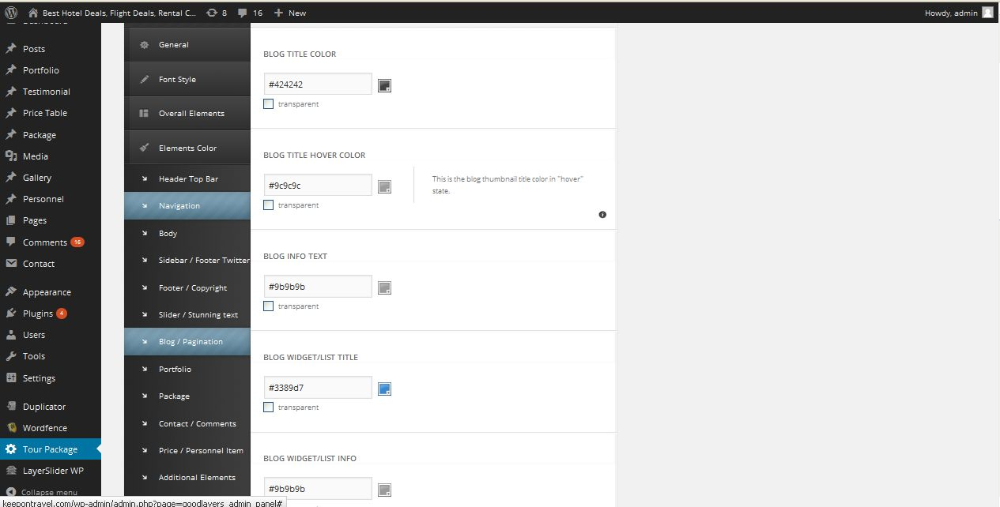 Best Hotel Deals, Flight Deals, Rental C... 8 16 New Howdy, admin
Dashboard
Posts
Portfolio
Testimonial
Price Table
Package
Media
Gallery
Personnel
Pages
Comments 16
Contact
Appearance
Plugins 4
Users
Tools
Settings
Duplicator
Wordfence
Tour Package
LayerSlider WP
Collapse menu
General
Font Style
Overall Elements
Elements Color
Header Top Bar
Navigation
Body
Sidebar / Footer Twitter
Footer / Copyright
Slider / Stunning text
Blog / Pagination
Portfolio
Package
Contact / Comments
Price / Personnel Item
Additional Elements
BLOG TITLE COLOR
#424242
transparent
BLOG TITLE HOVER COLOR
#9c9c9c
transparent
This is the blog thumbnail title color in "hover"
state.
BLOG INFO TEXT
#9b9b9b
transparent
BLOG WIDGET/LIST TITLE
#3389d7
transparent
BLOG WIDGET/LIST INFO
#9b9b9b
keepontravel.com/wp-admin/admin.php?page=goodlayers_admin_panel#